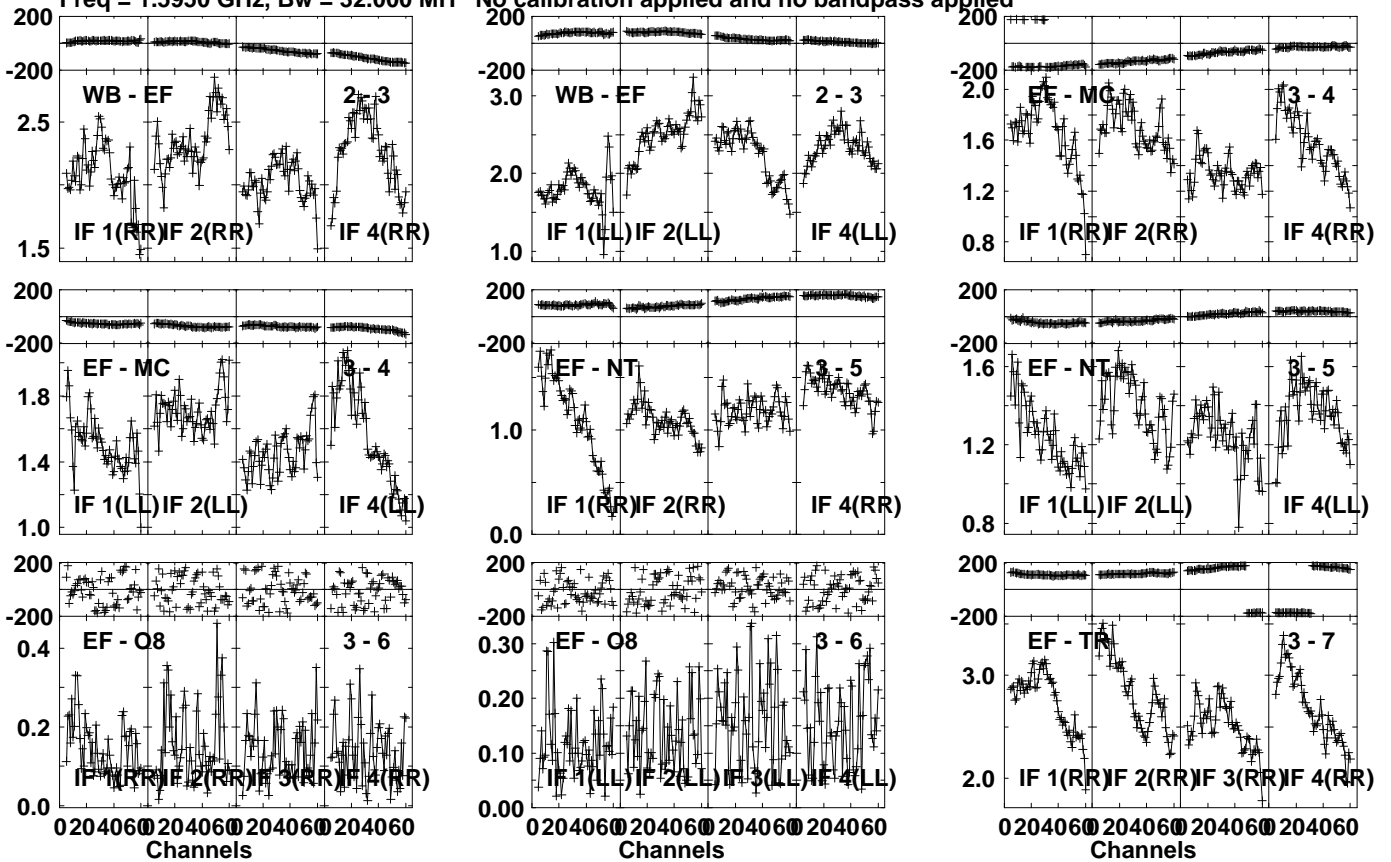 Freq = 1.5950 GHz, Bw = 32.000 MH No calibration applied and no bandpass applied
200
-200
WB - EF
2 - 3
2.5
1.5
IF 1(RR)
IF 2(RR)
IF 4(RR)
200
-200
WB - EF
2 - 3
3.0
2.0
1.0
IF 1(LL)
IF 2(LL)
IF 4(LL)
200
-200
EF - MC
3 - 4
2.0
1.6
1.2
0.8
IF 1(RR)
IF 2(RR)
IF 4(RR)
200
-200
EF - MC
3 - 4
1.8
1.4
1.0
IF 1(LL)
IF 2(LL)
IF 4(LL)
200
-200
EF - NT
3 - 5
1.0
0.0
IF 1(RR)
IF 2(RR)
IF 4(RR)
200
-200
EF - NT
3 - 5
1.6
1.2
0.8
IF 1(LL)
IF 2(LL)
IF 4(LL)
200
-200
EF - O8
3 - 6
0.4
0.2
0.0
IF 1(RR)
IF 2(RR)
IF 3(RR)
IF 4(RR)
0 20 40 60 0 20 40 60 0 20 40 60 0 20 40 60
Channels
200
-200
EF - O8
3 - 6
0.30
0.20
0.10
0.00
IF 1(LL)
IF 2(LL)
IF 3(LL)
IF 4(LL)
0 20 40 60 0 20 40 60 0 20 40 60 0 20 40 60
Channels
200
-200
EF - TR
3 - 7
3.0
2.0
IF 1(RR)
IF 2(RR)
IF 3(RR)
IF 4(RR)
0 20 40 60 0 20 40 60 0 20 40 60 0 20 40 60
Channels